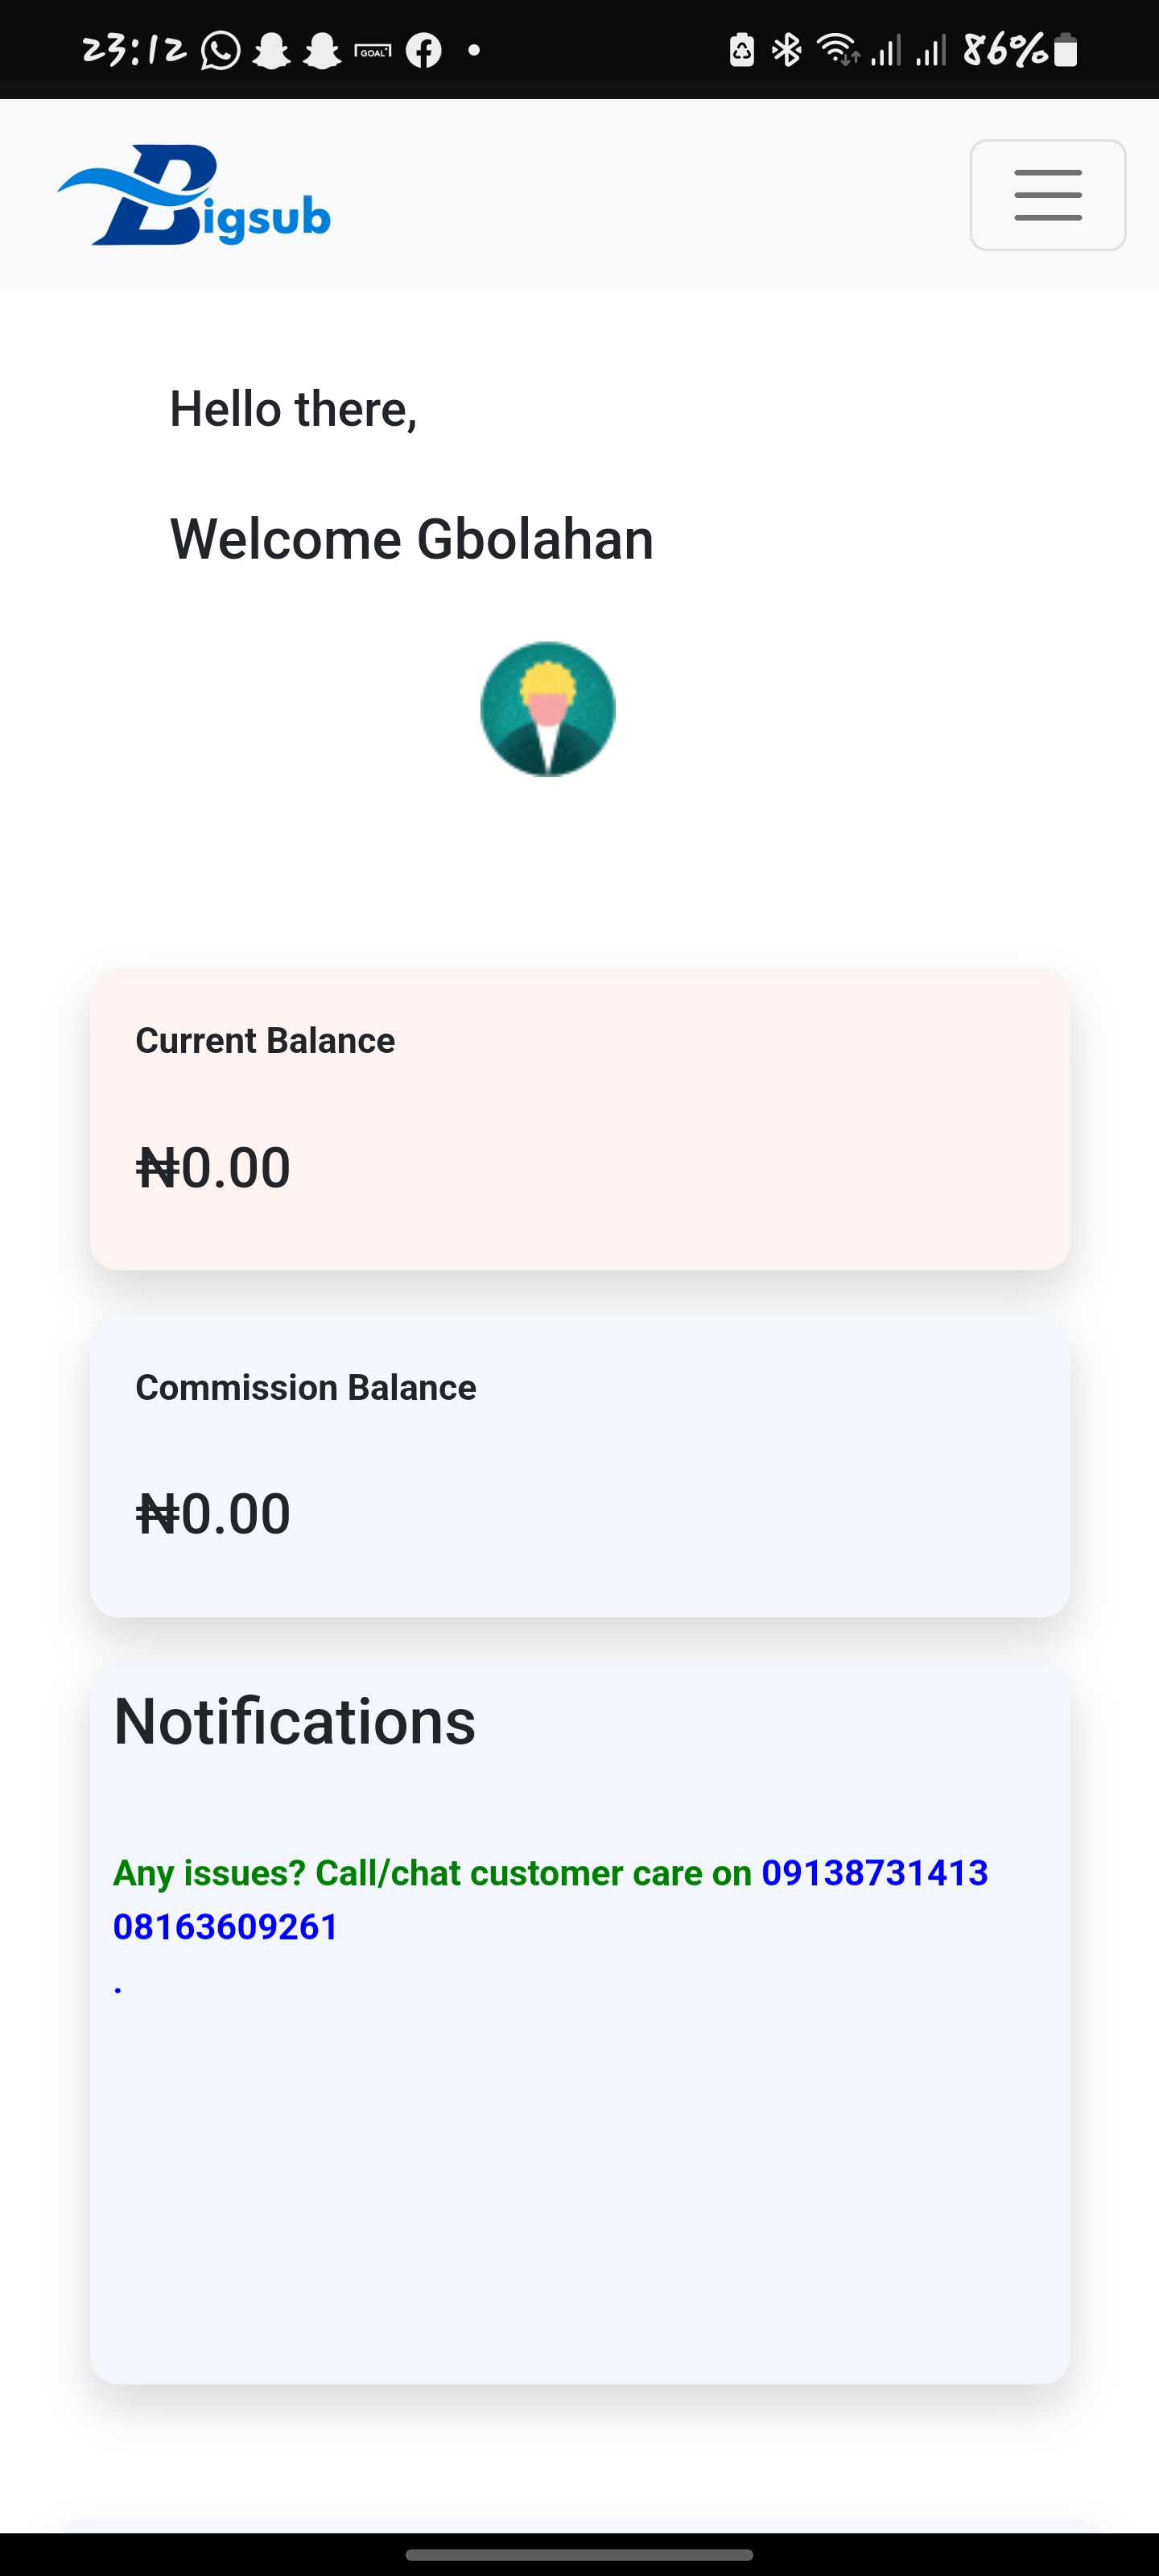 23:12
GOAL
86%
Bigsub
Hello there,
Welcome Gbolahan
Current Balance
₦0.00
Commission Balance
₦0.00
Notifications
Any issues? Call/chat customer care on 09138731413
08163609261
.